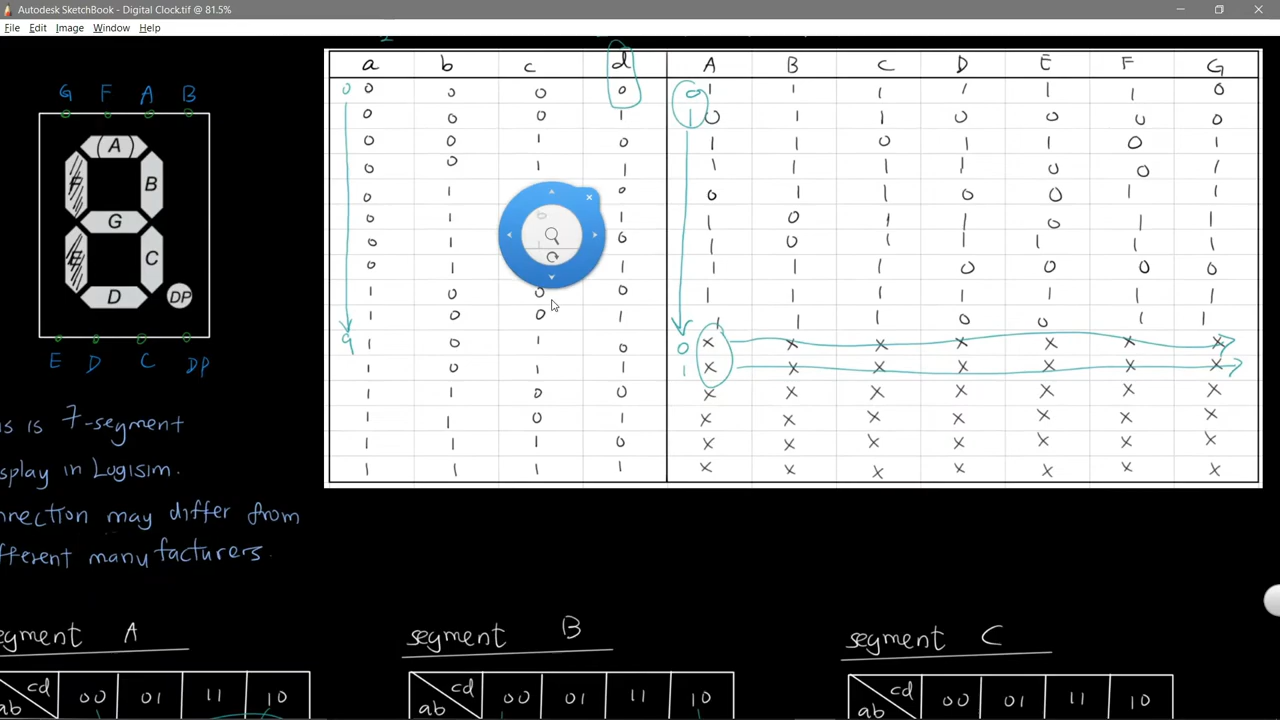 Autodesk SketchBook - Digital Clock.tif @ 81.5%
File Edit Image Window Help
a b c d A B C D E F G
0 0 0 0 0 0 1 1 1 1 1 1 0
0 0 0 1 1 0 1 1 0 0 0 0
0 0 1 0 1 1 0 1 1 0 1
0 0 1 1 1 1 1 1 0 0 1
0 1 0 0 1 1 0 0 1 1
0 1 0 1 1 0 1 1 0 1 1
0 1 1 0 1 0 1 1 1 1 1
0 1 1 1 1 1 0 0 0 0
1 0 0 0 1 1 1 1 1 1 1
1 0 0 1 1 1 1 0 0 1 1
9 1 0 1 0 0 x x x x x x x
1 0 1 1 1 x x x x x x x
1 1 0 0 x x x x x x x
1 1 0 1 x x x x x x x
1 1 1 0 x x x x x x x
1 1 1 1 x x x x x x x
G F A B
A
F B
G
E C
D DP
E D C DP
is is 7-segment
splay in Logisim.
nnection may differ from
fferent manufacturers.
egment A
cd 00 01 11 10
ab
segment B
cd 00 01 11 10
ab
segment C
cd 00 01 11 10
ab